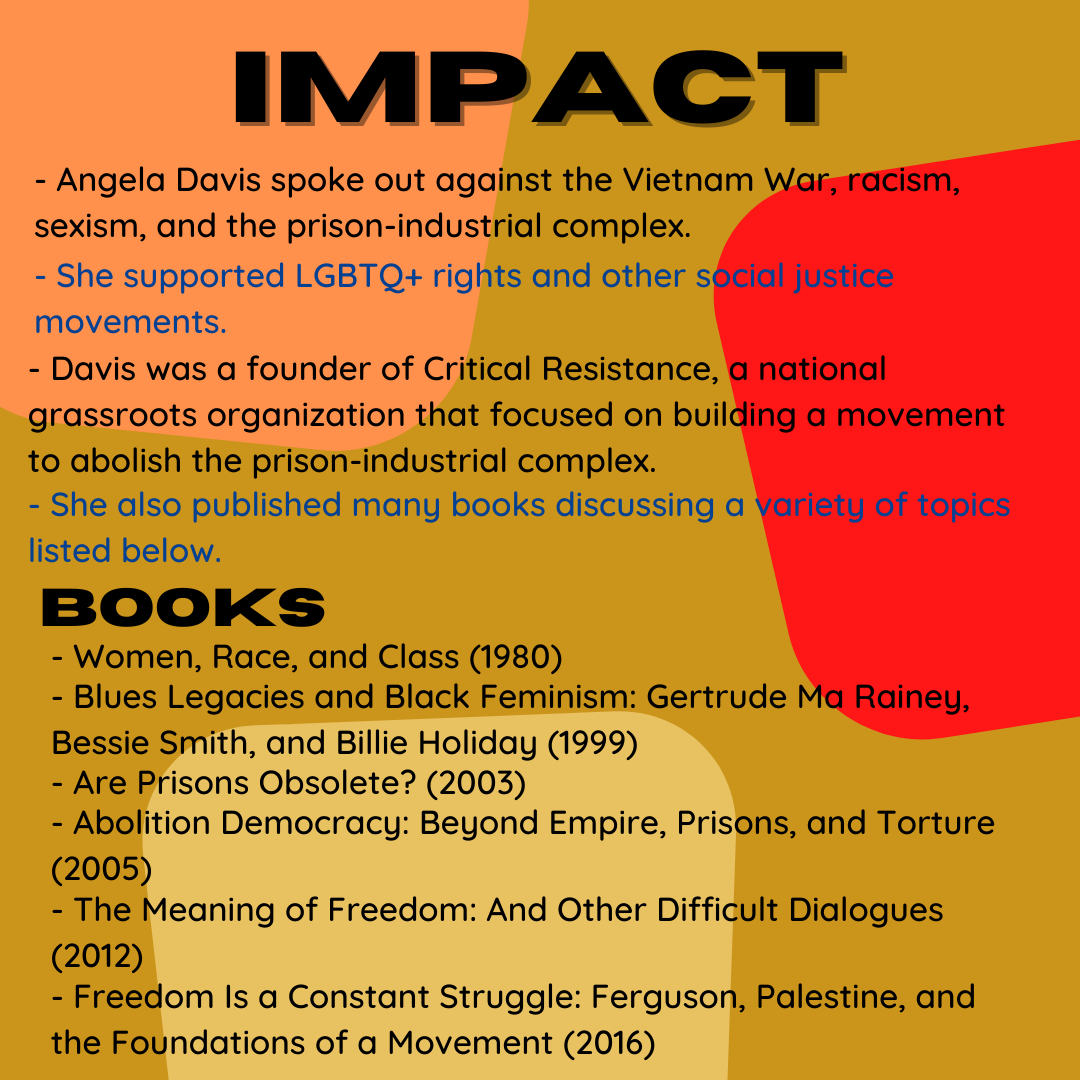 IMPACT
- Angela Davis spoke out against the Vietnam War, racism,
sexism, and the prison-industrial complex.
- She supported LGBTQ+ rights and other social justice
movements.
- Davis was a founder of Critical Resistance, a national
grassroots organization that focused on building a movement
to abolish the prison-industrial complex.
- She also published many books discussing a variety of topics
listed below.
BOOKS
- Women, Race, and Class (1980)
- Blues Legacies and Black Feminism: Gertrude Ma Rainey,
Bessie Smith, and Billie Holiday (1999)
- Are Prisons Obsolete? (2003)
- Abolition Democracy: Beyond Empire, Prisons, and Torture
(2005)
- The Meaning of Freedom: And Other Difficult Dialogues
(2012)
- Freedom Is a Constant Struggle: Ferguson, Palestine, and
the Foundations of a Movement (2016)